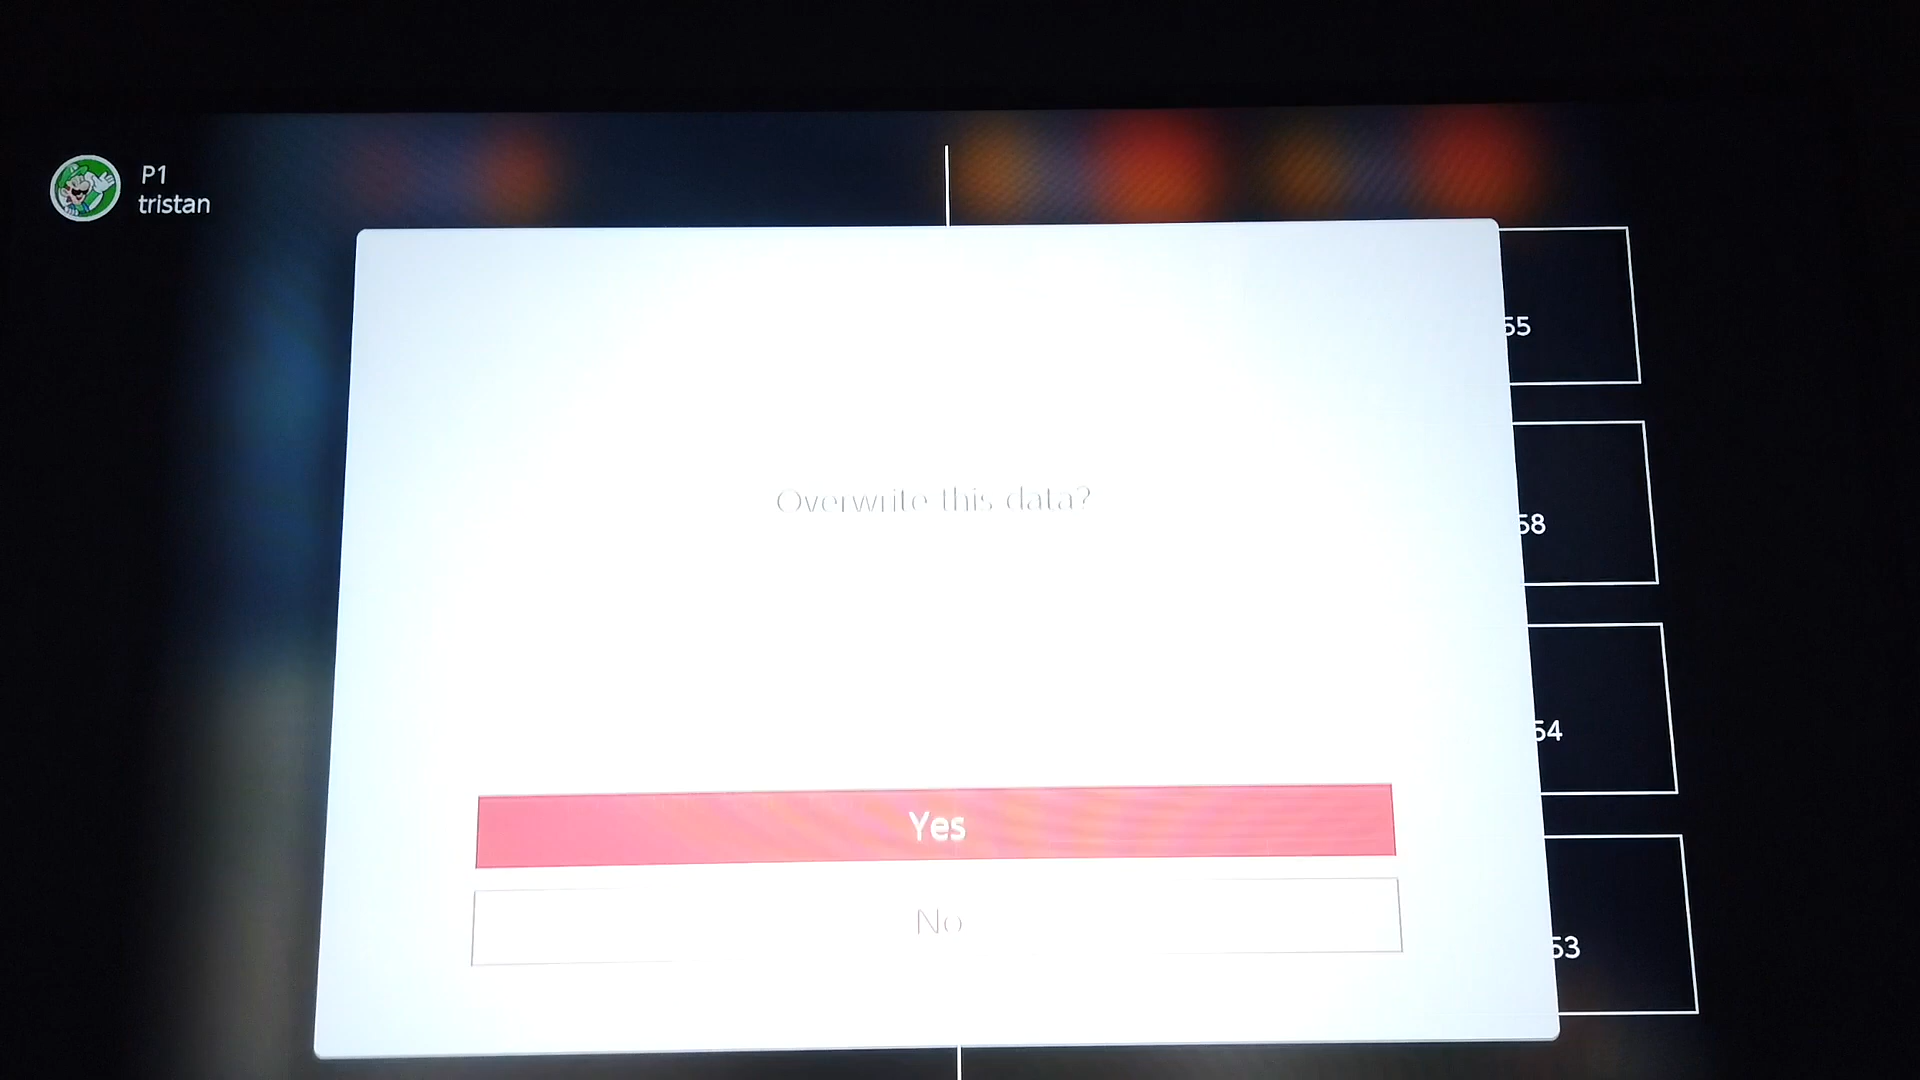 P1
tristan
55
Overwrite this data?
58
54
Yes
No
53